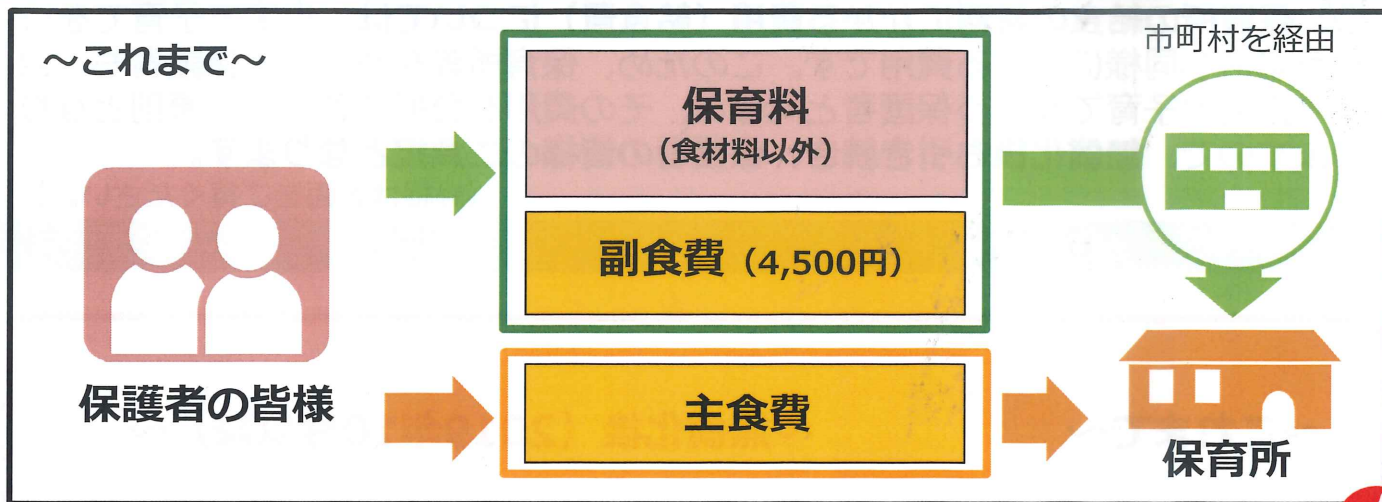 ~これまで~
市町村を経由
保育料
(食材料以外)
副食費 (4,500円)
保護者の皆様
主食費
保育所